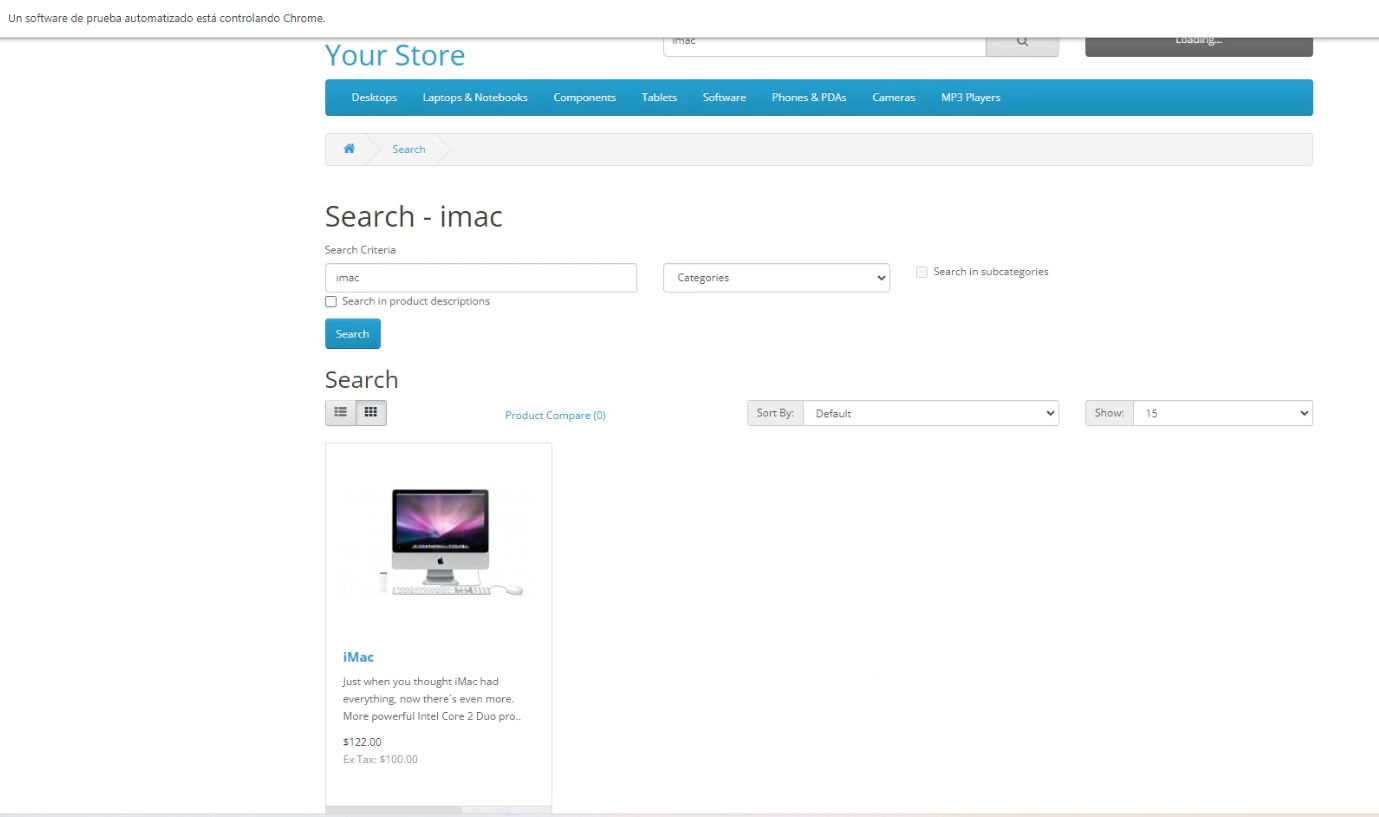 Un software de prueba automatizado está controlando Chrome.
imac
Loading...
Your Store
Desktops Laptops & Notebooks Components Tablets Software Phones & PDAs Cameras MP3 Players
Search
Search - imac
Search Criteria
imac Categories Search in subcategories
Search in product descriptions
Search
Search
Product Compare (0) Sort By: Default Show: 15
iMac
Just when you thought iMac had
everything, now there´s even more.
More powerful Intel Core 2 Duo pro..
$122.00
Ex Tax: $100.00